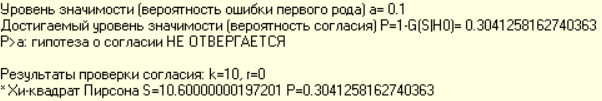 Уровень значимости (вероятность ошибки первого рода) a= 0.1
Достигаемый уровень значимости (вероятность согласия) P=1-G(S|H0)= 0.3041258162740363
P>a: гипотеза о согласии НЕ ОТВЕРГАЕТСЯ
Результаты проверки согласия: k=10, r=0
* Хи-квадрат Пирсона S=10.60000000197201 P=0.3041258162740363